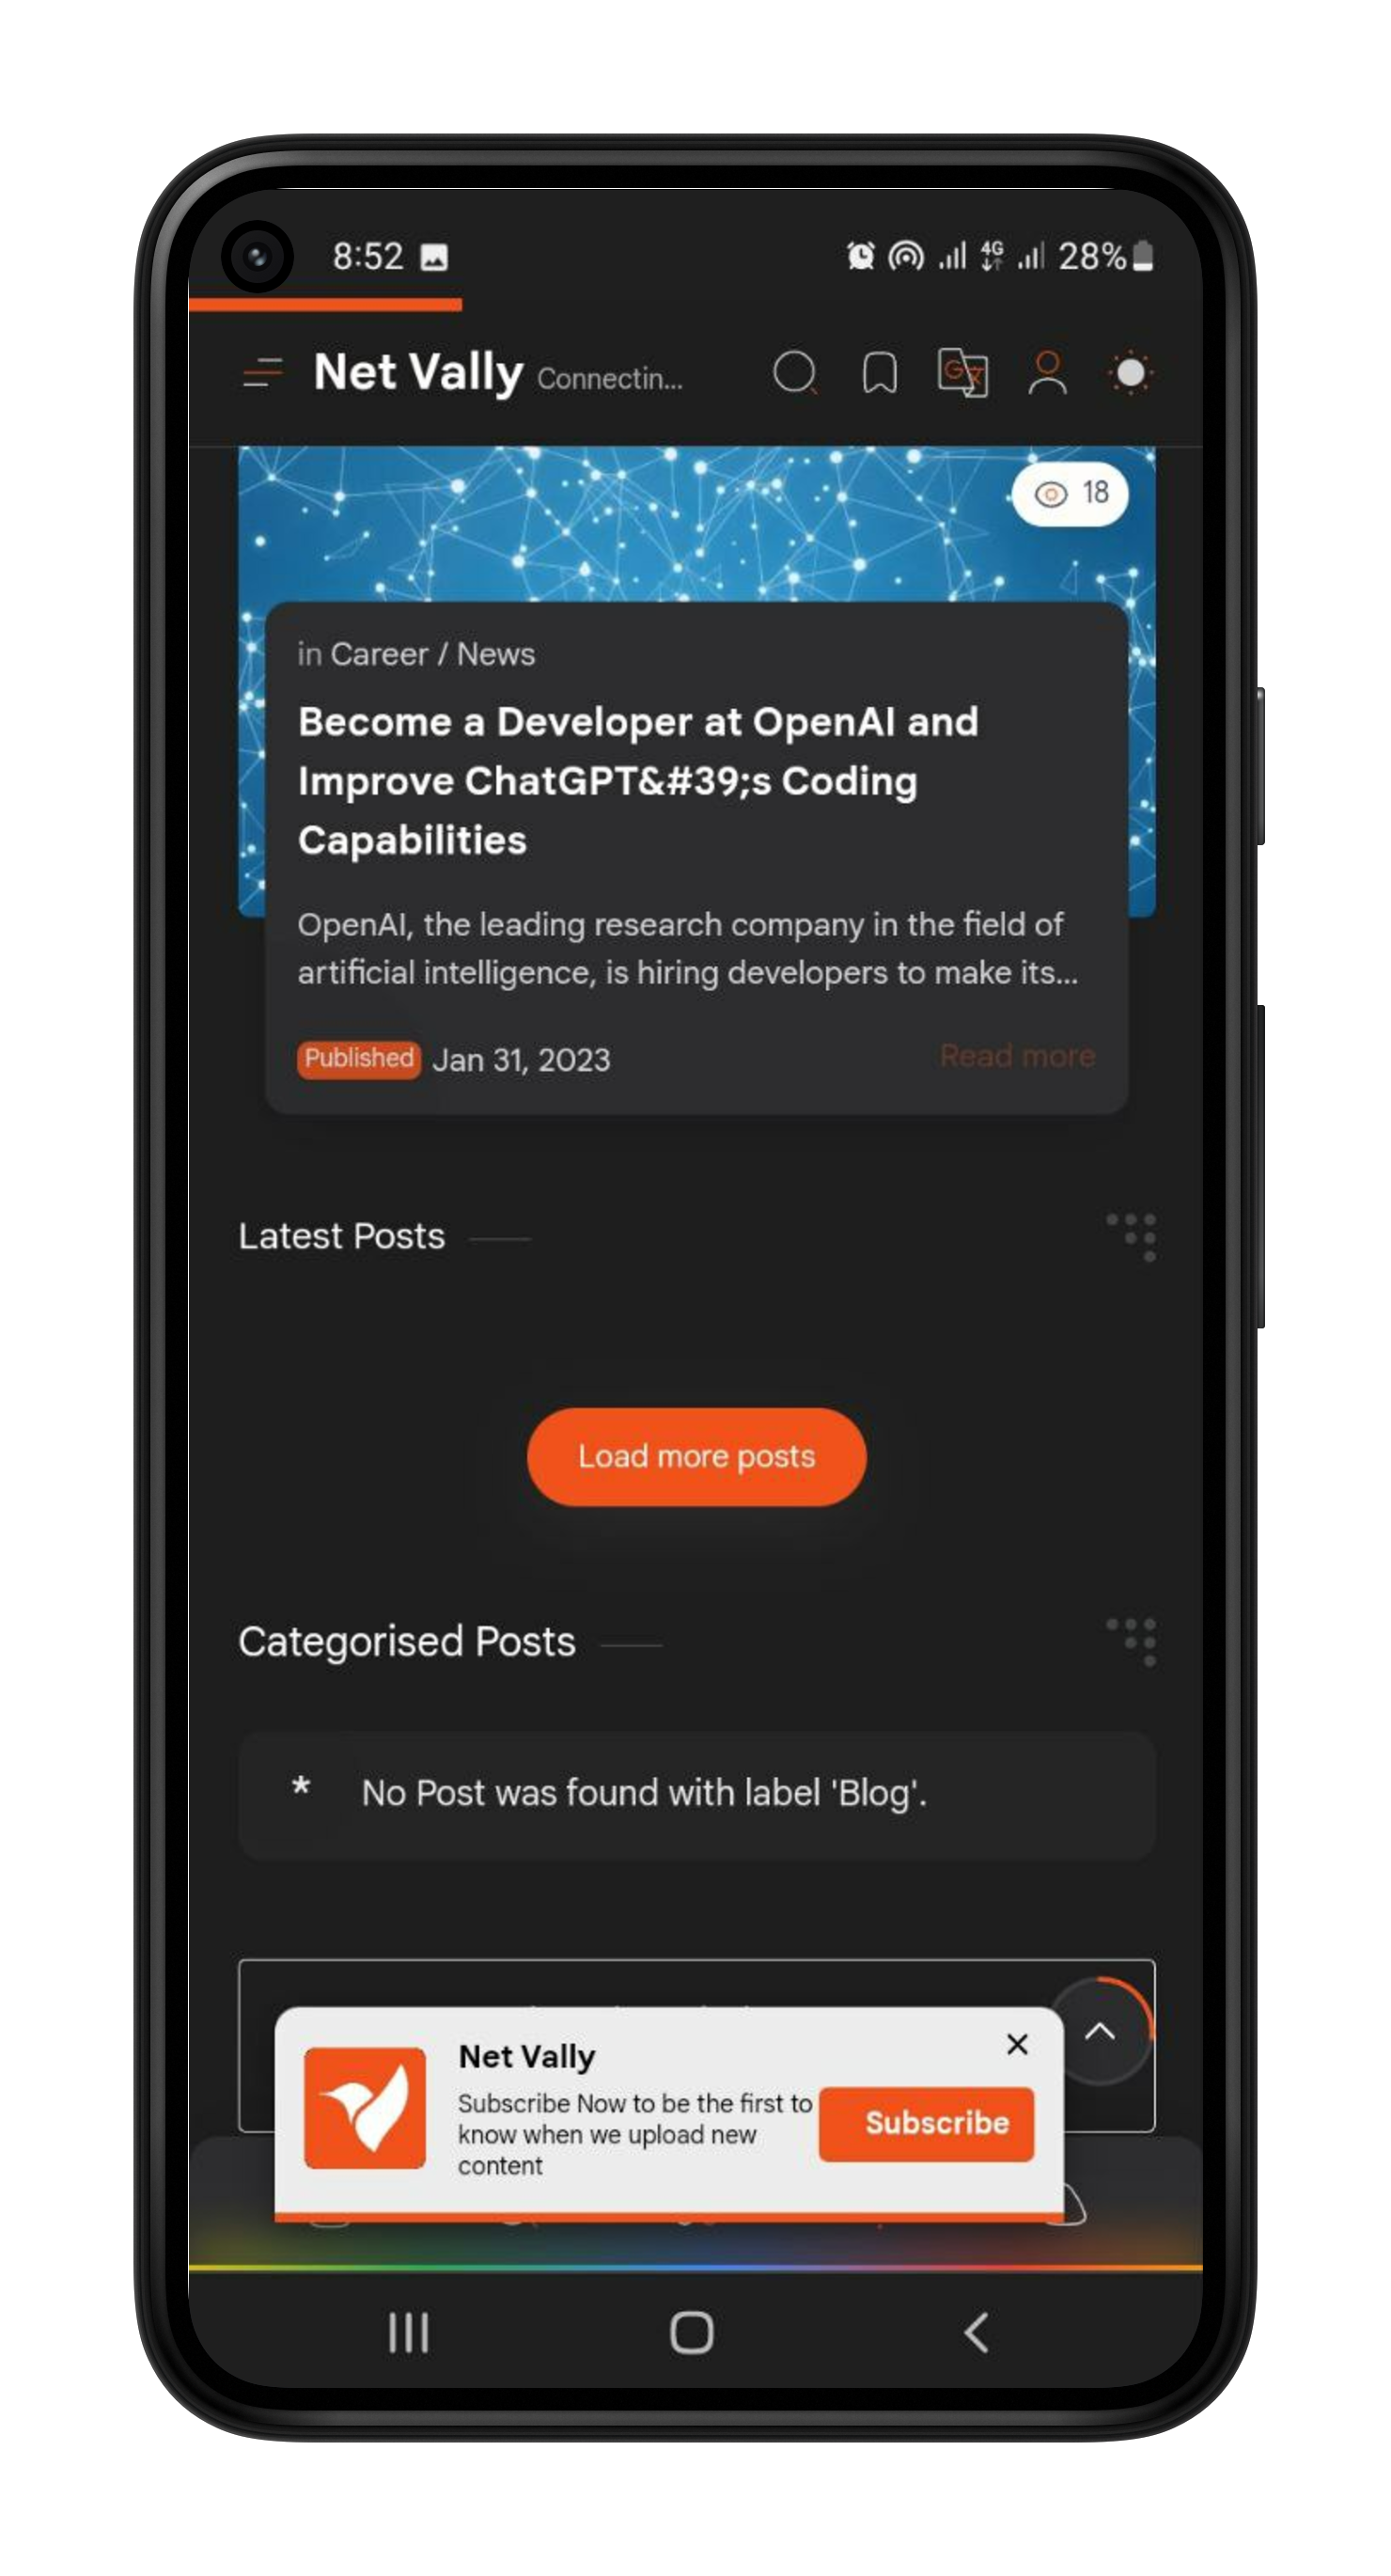 8:52
4G
28%
Net Vally Connectin...
18
in Career / News
Become a Developer at OpenAI and
Improve ChatGPT&#39;s Coding
Capabilities
OpenAI, the leading research company in the field of
artificial intelligence, is hiring developers to make its...
Published Jan 31, 2023
Read more
Latest Posts
Load more posts
Categorised Posts
* No Post was found with label 'Blog'.
Net Vally
Subscribe Now to be the first to
know when we upload new
content
Subscribe